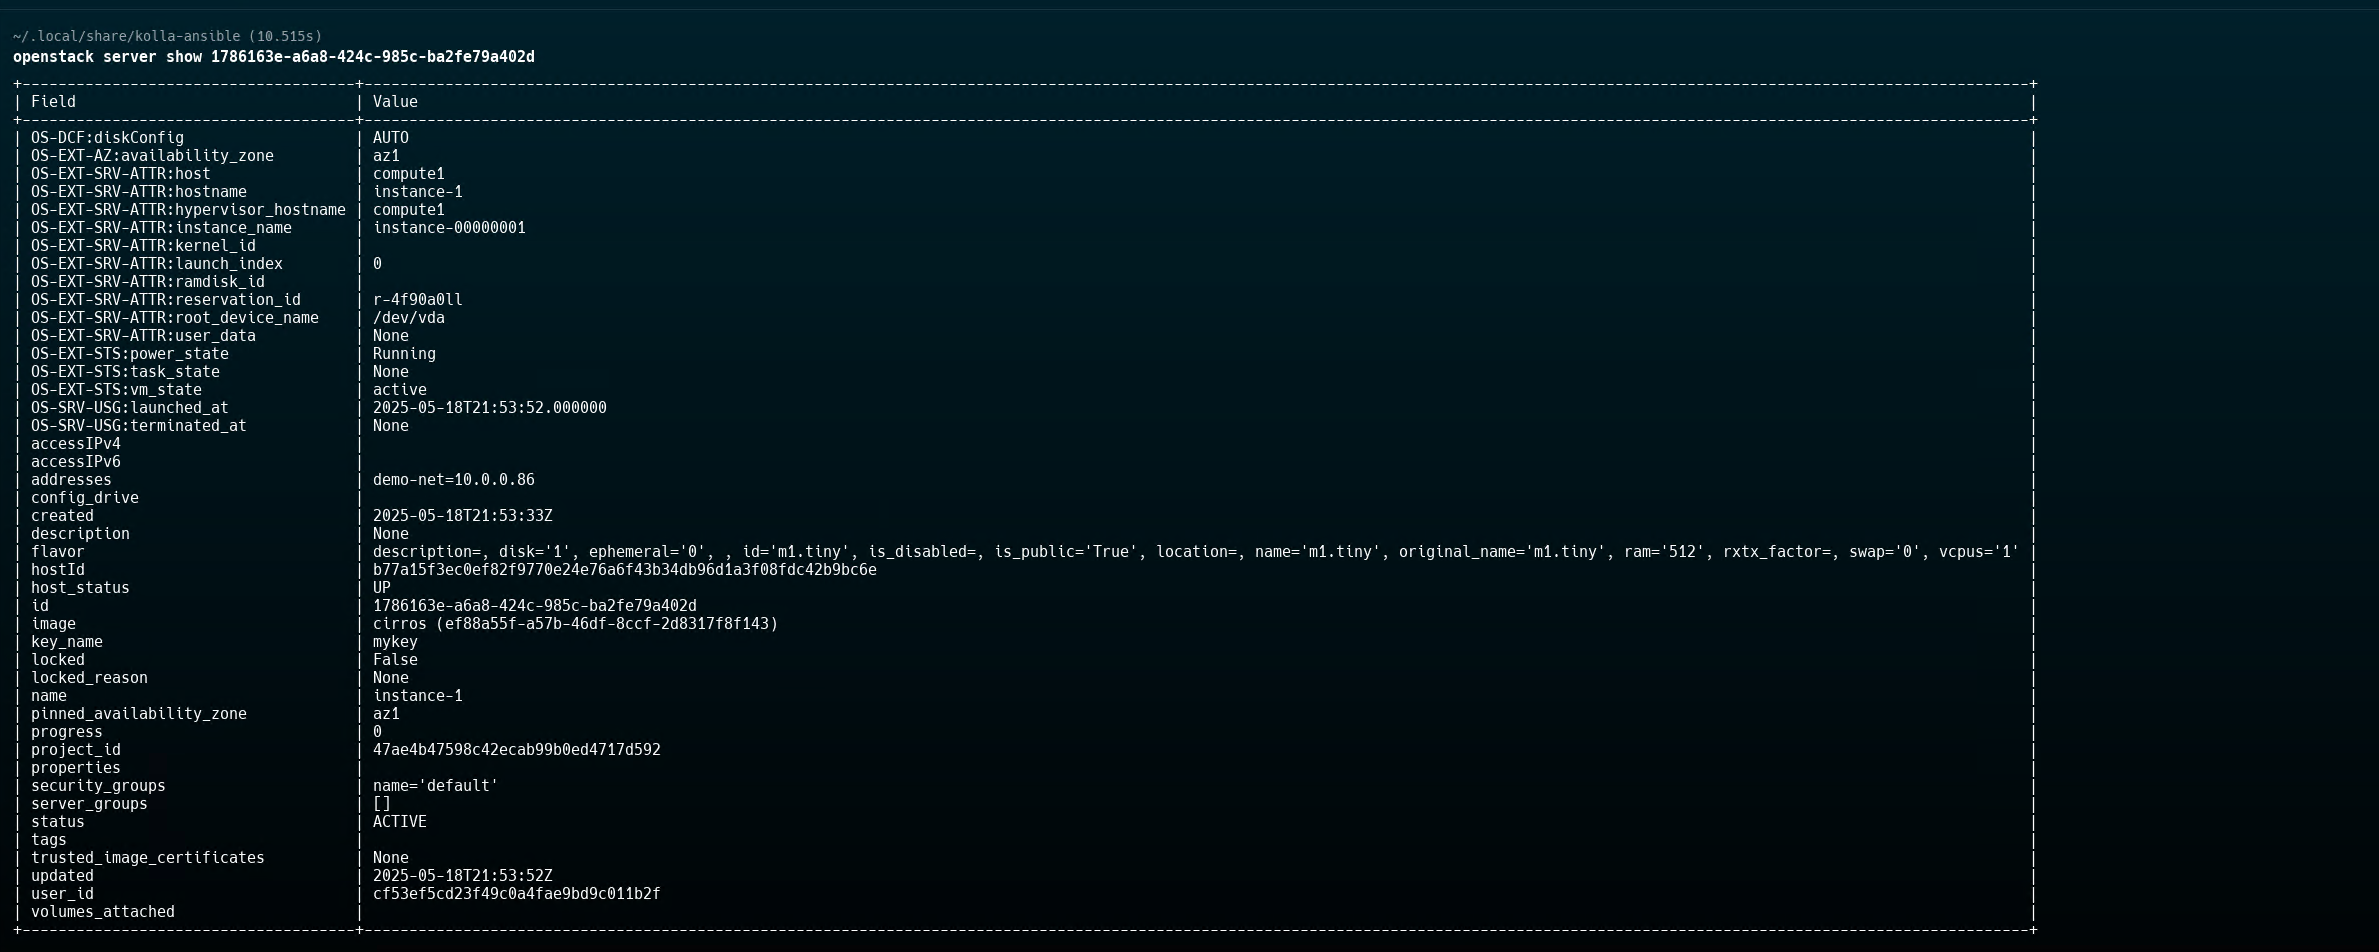 ~/.local/share/kolla-ansible (10.515s)
openstack server show 1786163e-a6a8-424c-985c-ba2fe79a402d
| Field | Value |
| OS-DCF:diskConfig | AUTO |
| OS-EXT-AZ:availability_zone | az1 |
| OS-EXT-SRV-ATTR:host | compute1 |
| OS-EXT-SRV-ATTR:hostname | instance-1 |
| OS-EXT-SRV-ATTR:hypervisor_hostname | compute1 |
| OS-EXT-SRV-ATTR:instance_name | instance-00000001 |
| OS-EXT-SRV-ATTR:kernel_id | |
| OS-EXT-SRV-ATTR:launch_index | 0 |
| OS-EXT-SRV-ATTR:ramdisk_id | |
| OS-EXT-SRV-ATTR:reservation_id | r-4f90a0ll |
| OS-EXT-SRV-ATTR:root_device_name | /dev/vda |
| OS-EXT-SRV-ATTR:user_data | None |
| OS-EXT-STS:power_state | Running |
| OS-EXT-STS:task_state | None |
| OS-EXT-STS:vm_state | active |
| OS-SRV-USG:launched_at | 2025-05-18T21:53:52.000000 |
| OS-SRV-USG:terminated_at | None |
| accessIPv4 | |
| accessIPv6 | |
| addresses | demo-net=10.0.0.86 |
| config_drive | |
| created | 2025-05-18T21:53:33Z |
| description | None |
| flavor | description=, disk='1', ephemeral='0', , id='m1.tiny', is_disabled=, is_public='True', location=, name='m1.tiny', original_name='m1.tiny', ram='512', rxtx_factor=, swap='0', vcpus='1' |
| hostId | b77a15f3ec0ef82f9770e24e76a6f43b34db96d1a3f08fdc42b9bc6e |
| host_status | UP |
| id | 1786163e-a6a8-424c-985c-ba2fe79a402d |
| image | cirros (ef88a55f-a57b-46df-8ccf-2d8317f8f143) |
| key_name | mykey |
| locked | False |
| locked_reason | None |
| name | instance-1 |
| pinned_availability_zone | az1 |
| progress | 0 |
| project_id | 47ae4b47598c42ecab99b0ed4717d592 |
| properties | |
| security_groups | name='default' |
| server_groups | [] |
| status | ACTIVE |
| tags | |
| trusted_image_certificates | None |
| updated | 2025-05-18T21:53:52Z |
| user_id | cf53ef5cd23f49c0a4fae9bd9c011b2f |
| volumes_attached | |